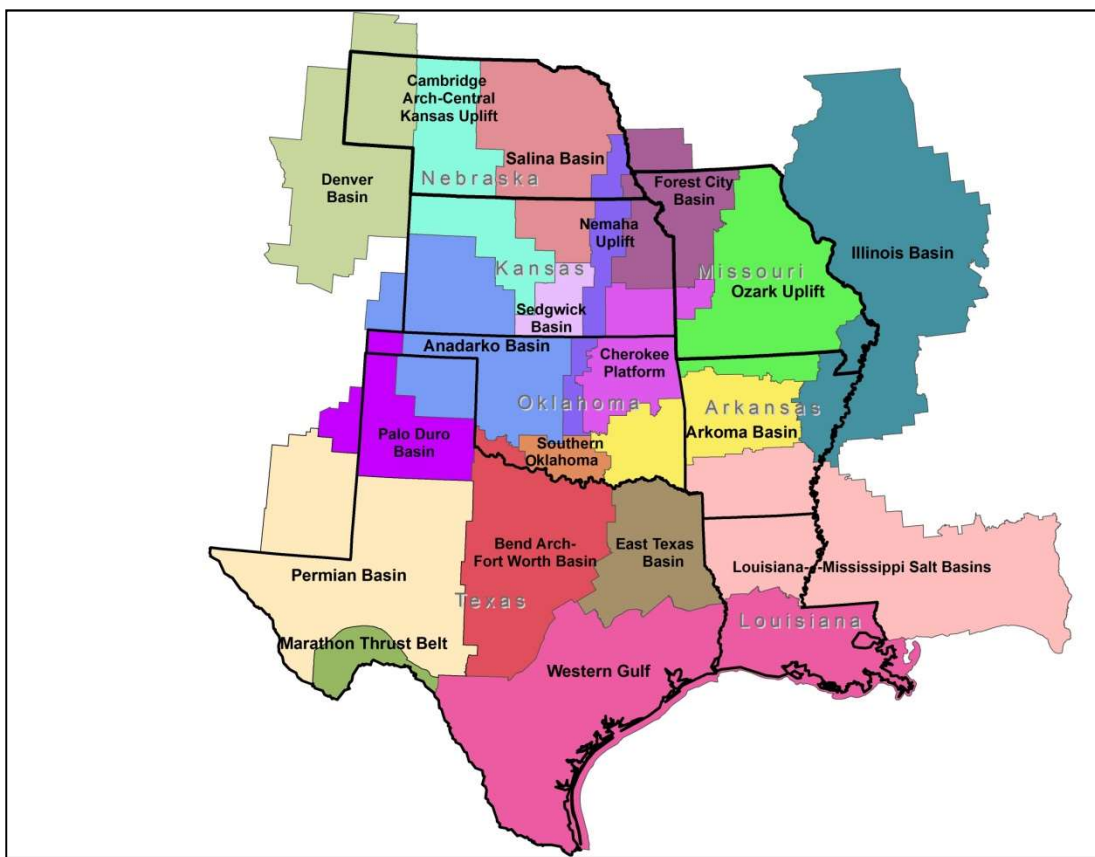 Cambridge
Arch-Central
Kansas Uplift
Salina Basin
Nebraska
Denver
Basin
Forest City
Basin
Nemaha
Uplift
Illinois Basin
Kansas
Missouri
Ozark Uplift
Sedgwick
Basin
Anadarko Basin
Cherokee
Platform
Oklahoma
Arkansas
Arkoma Basin
Palo Duro
Basin
Southern
Oklahoma
Bend Arch-
Fort Worth Basin
East Texas
Basin
Louisiana--Mississippi Salt Basins
Permian Basin
Texas
Louisiana
Marathon Thrust Belt
Western Gulf